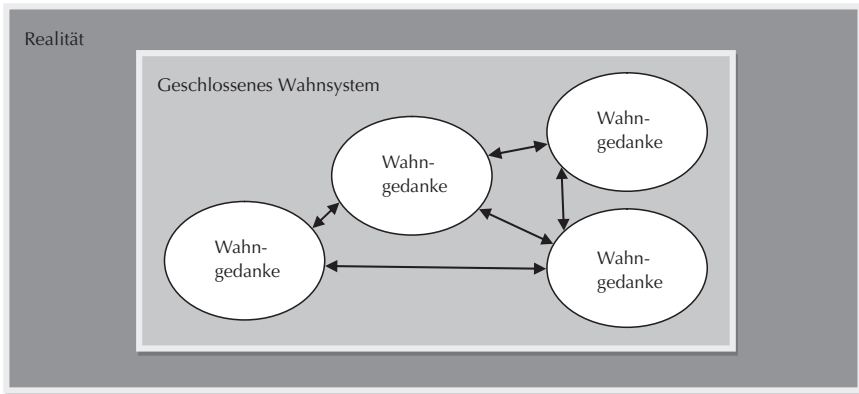 Realität
Geschlossenes Wahnsystem
Wahn-
gedanke
Wahn-
gedanke
Wahn-
gedanke
Wahn-
gedanke